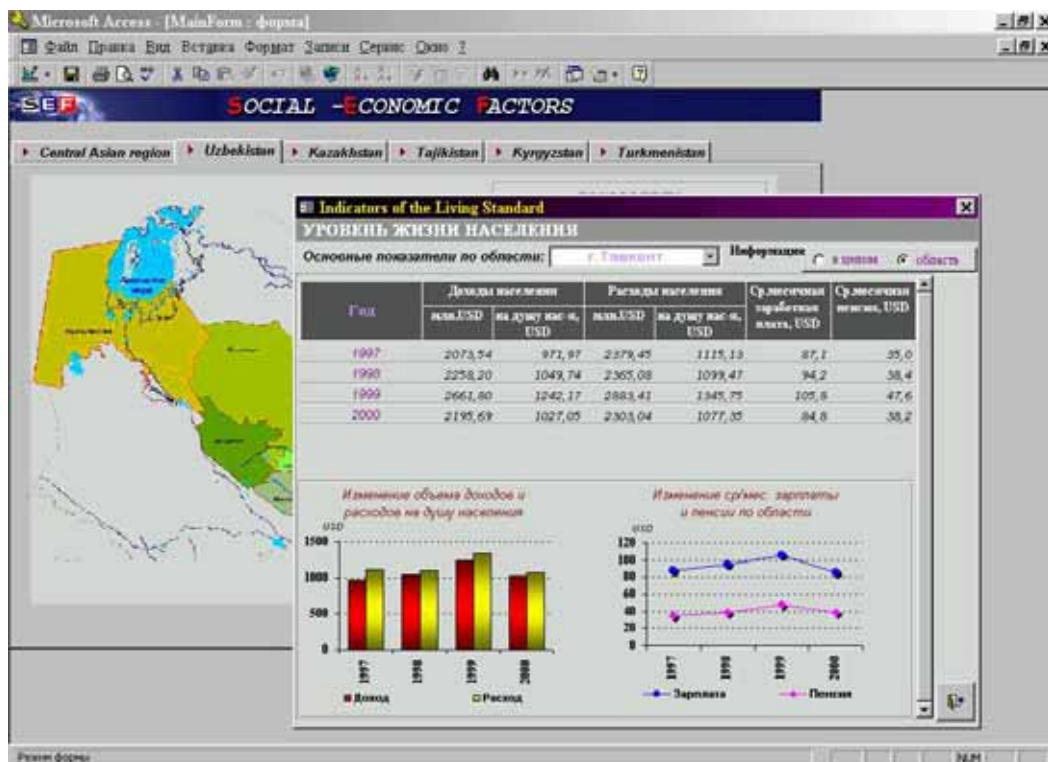 Microsoft Access - [MainForm : форма]
Файл Правка Вид Вставка Формат Записи Сервис Окно ?
SEF SOCIAL -ECONOMIC FACTORS
Central Asian region Uzbekistan Kazakhstan Tajikistan Kyrgyzstan Turkmenistan
Indicators of the Living Standard
УРОВЕНЬ ЖИЗНИ НАСЕЛЕНИЯ
Основные показатели по области: г. Ташкент Информация в целом область
Год Доходы населения Расходы населения Ср.месячная заработная плата, USD Ср.месячная пенсия, USD
млн.USD на душу нас-я, USD млн.USD на душу нас-я, USD
1997 2073,54 971,97 2379,45 1115,13 87,1 35,0
1998 2258,20 1049,74 2365,08 1099,47 94,2 38,4
1999 2661,80 1242,17 2883,41 1345,75 105,8 47,6
2000 2195,69 1027,05 2303,04 1077,35 84,8 38,2
Изменение объема доходов и
расходов на душу населения
USD
1500
1000
500
0
1997 1998 1999 2000
Доход Расход
Изменение ср/мес. зарплаты
и пенсии по области
USD
120
100
80
60
40
20
0
1997 1998 1999 2000
Зарплата Пенсия
Режим формы NUM